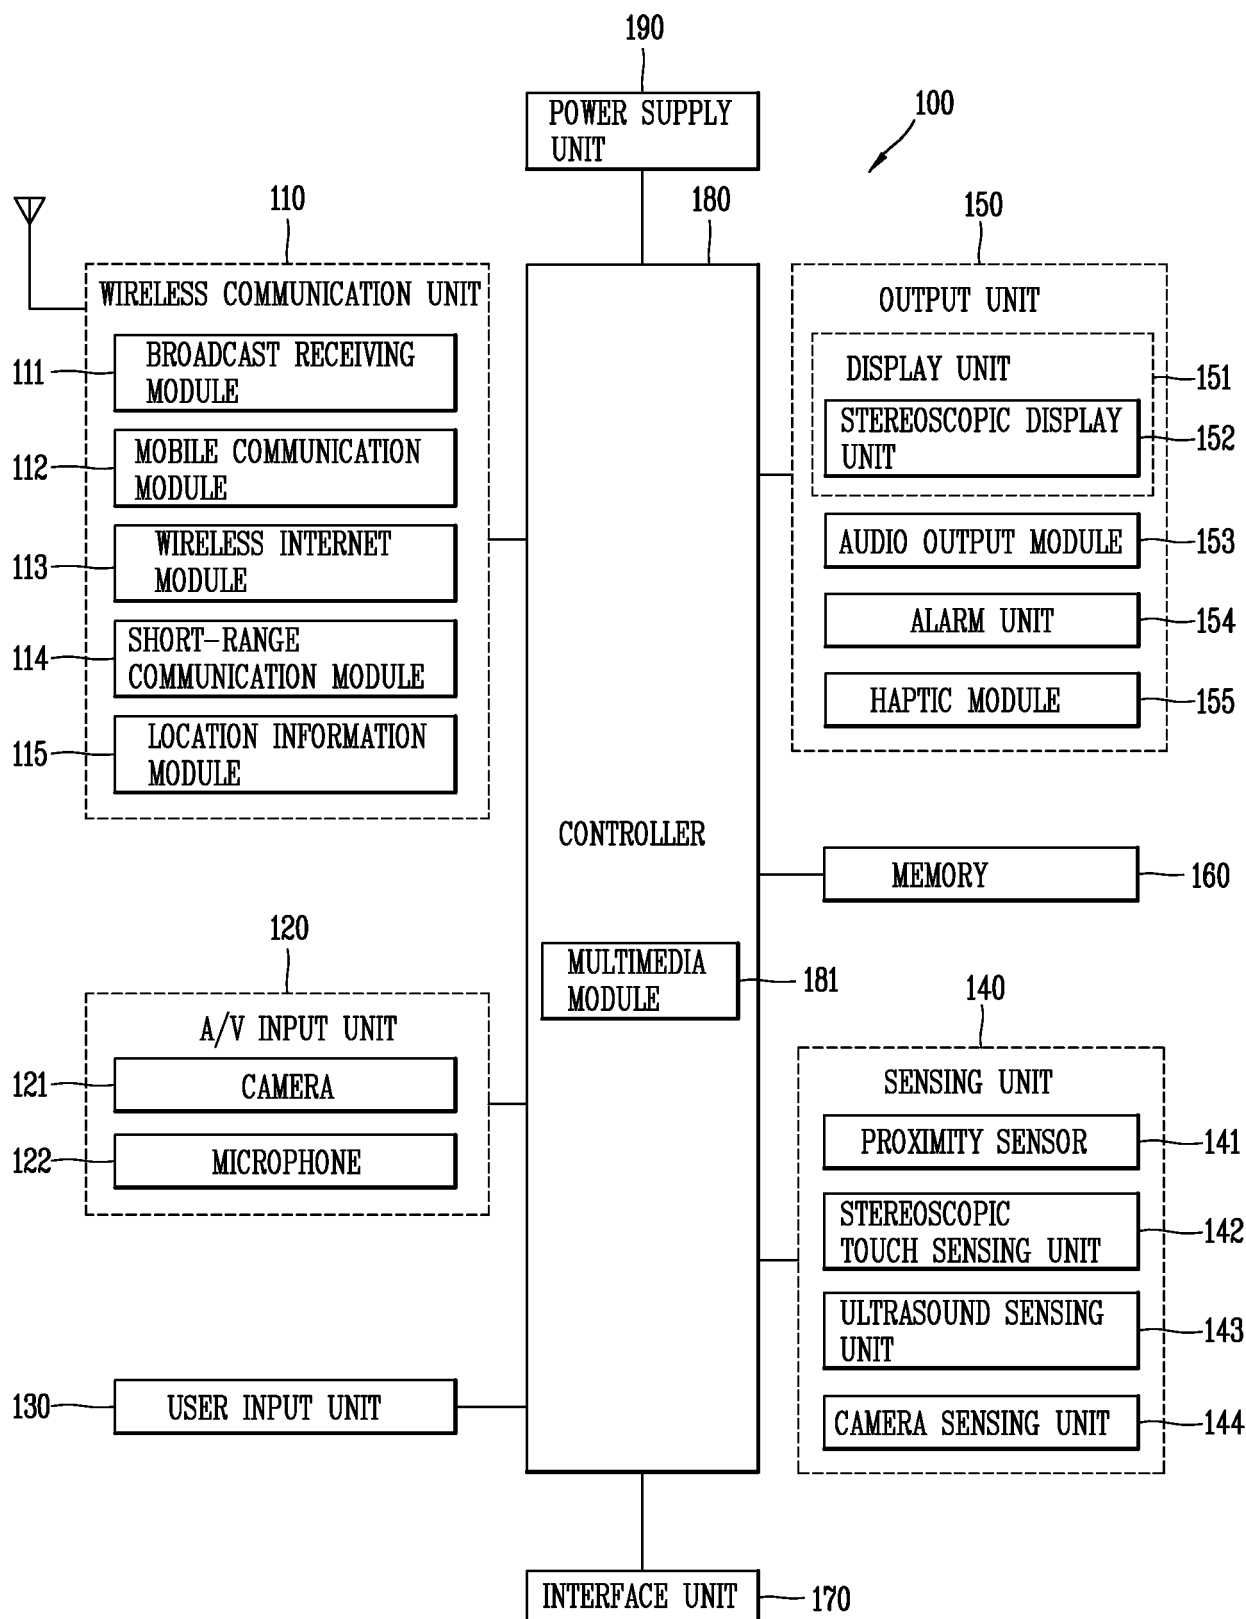 190
POWER SUPPLY
UNIT
100
110
180
150
WIRELESS COMMUNICATION UNIT
111
BROADCAST RECEIVING
MODULE
112
MOBILE COMMUNICATION
MODULE
113
WIRELESS INTERNET
MODULE
114
SHORT-RANGE
COMMUNICATION MODULE
115
LOCATION INFORMATION
MODULE
OUTPUT UNIT
DISPLAY UNIT
151
STEREOSCOPIC DISPLAY
UNIT
152
AUDIO OUTPUT MODULE
153
ALARM UNIT
154
HAPTIC MODULE
155
CONTROLLER
MEMORY
160
MULTIMEDIA
MODULE
181
120
A/V INPUT UNIT
121
CAMERA
122
MICROPHONE
140
SENSING UNIT
PROXIMITY SENSOR
141
STEREOSCOPIC
TOUCH SENSING UNIT
142
ULTRASOUND SENSING
UNIT
143
CAMERA SENSING UNIT
144
130
USER INPUT UNIT
INTERFACE UNIT
170